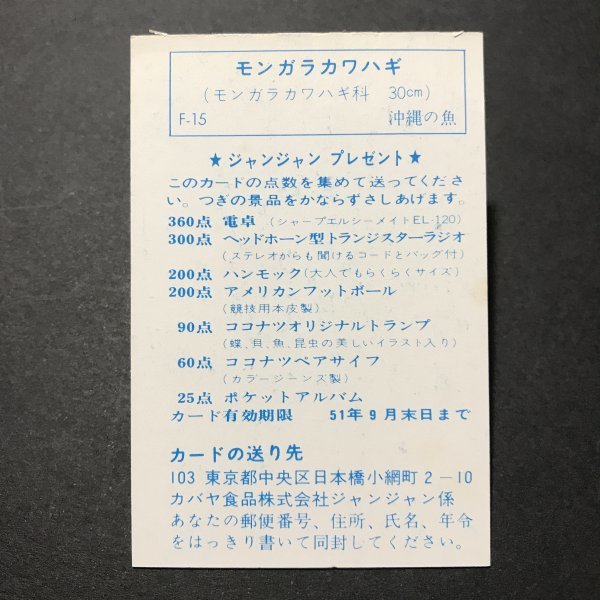 モンガラカワハギ
(モンガラカワハギ科 30cm)
F-15 沖縄の魚
★ジャンジャン プレゼント★
このカードの点数を集めて送ってくださ
い。つぎの景品をかならずさしあげます。
360点 電卓(シャープエルシーメイトEL-120)
300点 ヘッドホーン型トランジスターラジオ
(ステレオがらも聞けるコードとバッグ付)
200点 ハンモック(大人でもらくらくサイズ)
200点 アメリカンフットボール
(競技用本皮製)
90点 ココナツオリジナルトランプ
(蝶、貝、魚、昆虫の美しいイラスト入り)
60点 ココナツペアサイフ
(カラージーンズ製)
25点 ポケットアルバム
カード有効期限 51年9月末日まで
カードの送り先
103 東京都中央区日本橋小網町2-10
カバヤ食品株式会社ジャンジャン係
あなたの郵便番号、住所、氏名、年令
をはっきり書いて同封してください。